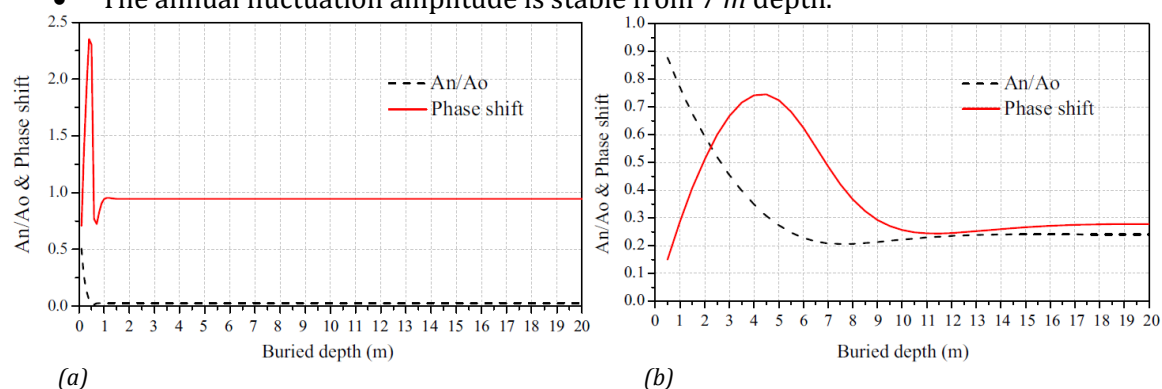 • The annual fluctuation amplitude is stable from 7 m depth.
2.5
2.0
1.5
1.0
0.5
0.0
An/Ao & Phase shift
An/Ao
Phase shift
0 1 2 3 4 5 6 7 8 9 10 11 12 13 14 15 16 17 18 19 20
Buried depth (m)
(a)
1.0
0.9
0.8
0.7
0.6
0.5
0.4
0.3
0.2
0.1
0.0
An/Ao & Phase shift
An/Ao
Phase shift
0 1 2 3 4 5 6 7 8 9 10 11 12 13 14 15 16 17 18 19 20
Buried depth (m)
(b)